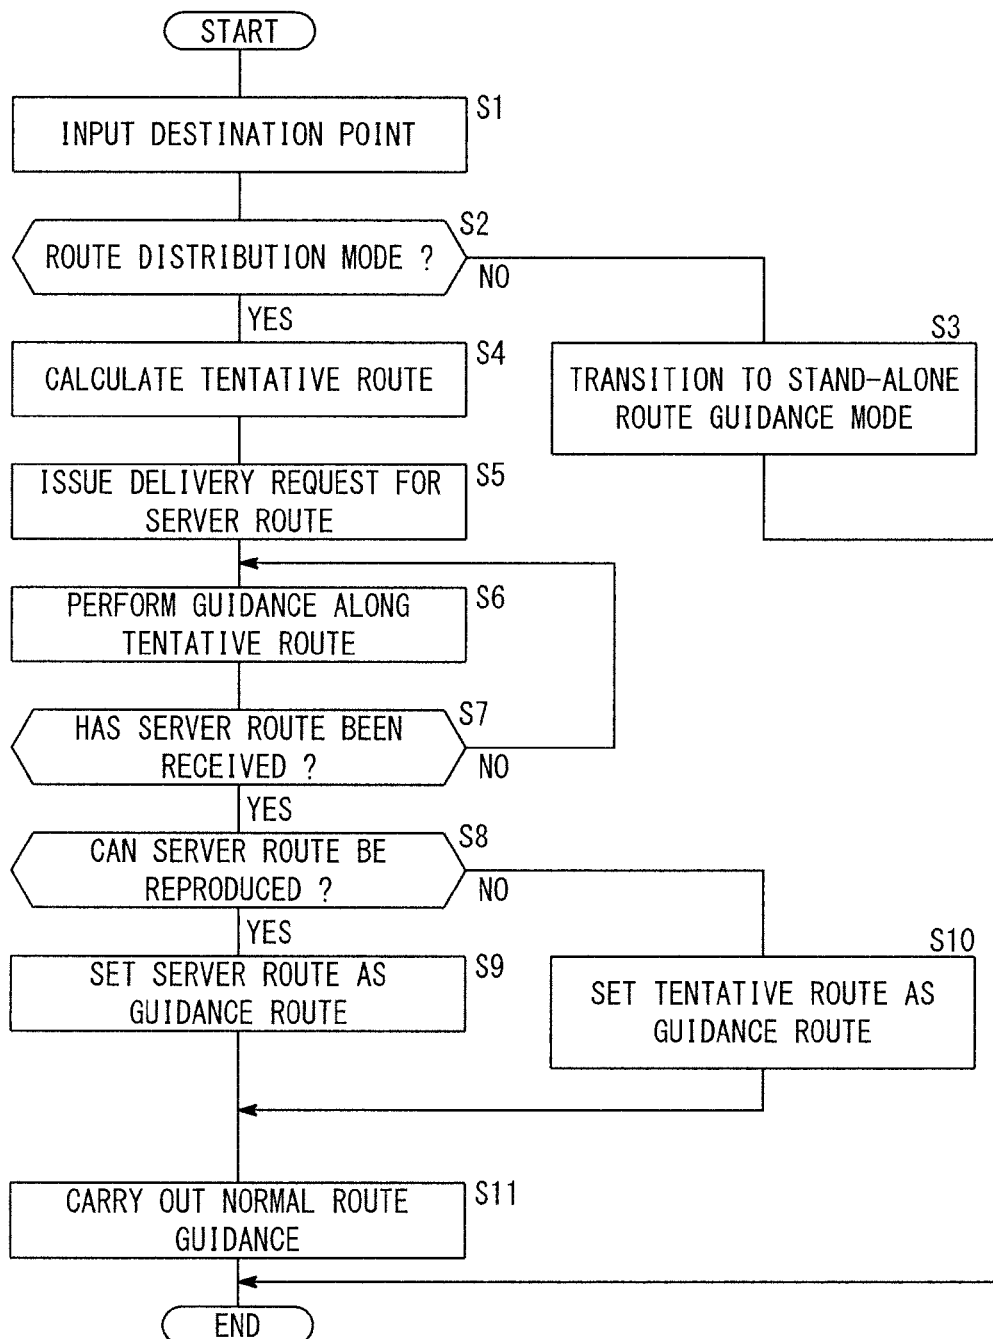 START
S1
INPUT DESTINATION POINT
S2
ROUTE DISTRIBUTION MODE ?
NO
YES
S3
TRANSITION TO STAND-ALONE
ROUTE GUIDANCE MODE
S4
CALCULATE TENTATIVE ROUTE
S5
ISSUE DELIVERY REQUEST FOR
SERVER ROUTE
S6
PERFORM GUIDANCE ALONG
TENTATIVE ROUTE
S7
HAS SERVER ROUTE BEEN
RECEIVED ?
NO
YES
S8
CAN SERVER ROUTE BE
REPRODUCED ?
NO
YES
S9
SET SERVER ROUTE AS
GUIDANCE ROUTE
S10
SET TENTATIVE ROUTE AS
GUIDANCE ROUTE
S11
CARRY OUT NORMAL ROUTE
GUIDANCE
END